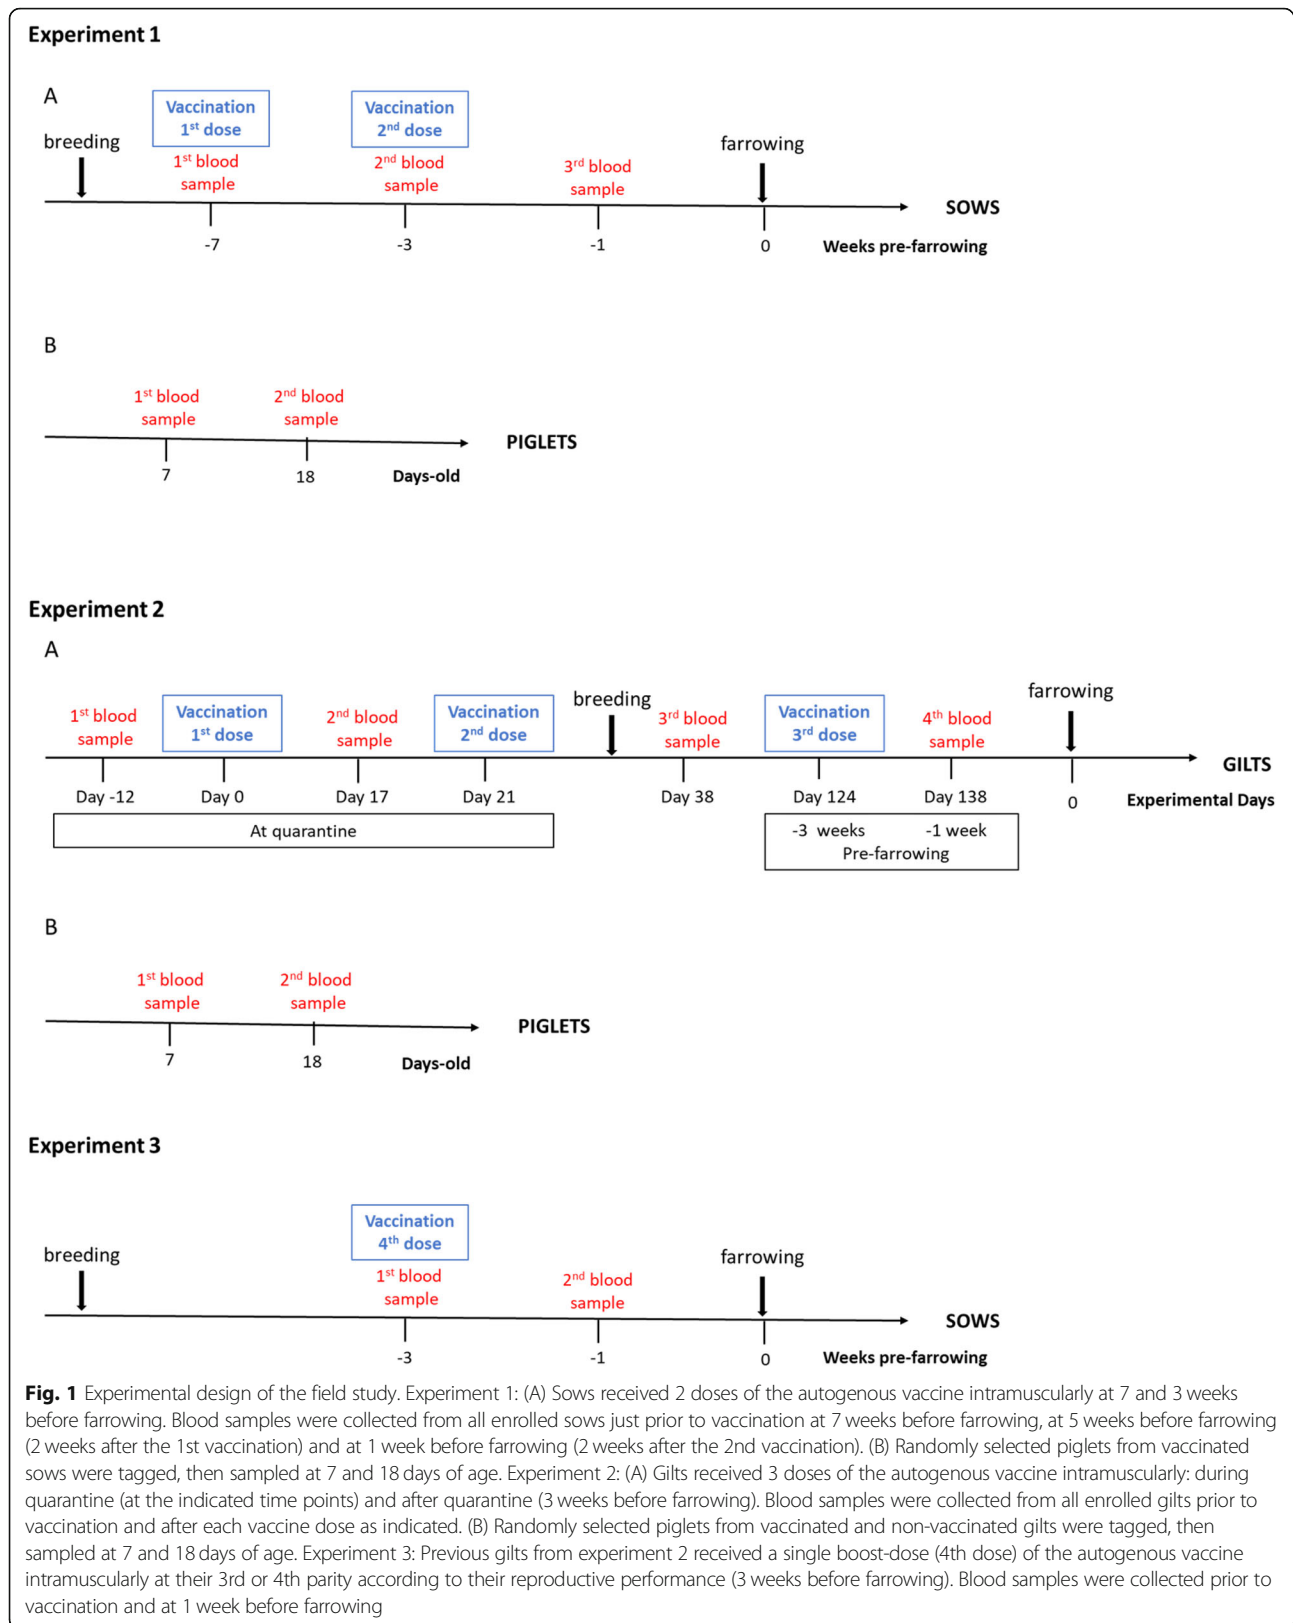 Experiment 1
A
Vaccination
1st dose
Vaccination
2nd dose
breeding
farrowing
1st blood
sample
2nd blood
sample
3rd blood
sample
SOWS
-7
-3
-1
0
Weeks pre-farrowing
B
1st blood
sample
2nd blood
sample
PIGLETS
7
18
Days-old
Experiment 2
A
1st blood
sample
Vaccination
1st dose
2nd blood
sample
Vaccination
2nd dose
breeding
3rd blood
sample
Vaccination
3rd dose
4th blood
sample
farrowing
GILTS
Day -12
Day 0
Day 17
Day 21
Day 38
Day 124
Day 138
0
Experimental Days
At quarantine
-3 weeks
-1 week
Pre-farrowing
B
1st blood
sample
2nd blood
sample
PIGLETS
7
18
Days-old
Experiment 3
Vaccination
4th dose
breeding
farrowing
1st blood
sample
2nd blood
sample
SOWS
-3
-1
0
Weeks pre-farrowing
Fig. 1 Experimental design of the field study. Experiment 1: (A) Sows received 2 doses of the autogenous vaccine intramuscularly at 7 and 3 weeks
before farrowing. Blood samples were collected from all enrolled sows just prior to vaccination at 7 weeks before farrowing, at 5 weeks before farrowing
(2 weeks after the 1st vaccination) and at 1 week before farrowing (2 weeks after the 2nd vaccination). (B) Randomly selected piglets from vaccinated
sows were tagged, then sampled at 7 and 18 days of age. Experiment 2: (A) Gilts received 3 doses of the autogenous vaccine intramuscularly: during
quarantine (at the indicated time points) and after quarantine (3 weeks before farrowing). Blood samples were collected from all enrolled gilts prior to
vaccination and after each vaccine dose as indicated. (B) Randomly selected piglets from vaccinated and non-vaccinated gilts were tagged, then
sampled at 7 and 18 days of age. Experiment 3: Previous gilts from experiment 2 received a single boost-dose (4th dose) of the autogenous vaccine
intramuscularly at their 3rd or 4th parity according to their reproductive performance (3 weeks before farrowing). Blood samples were collected prior to
vaccination and at 1 week before farrowing